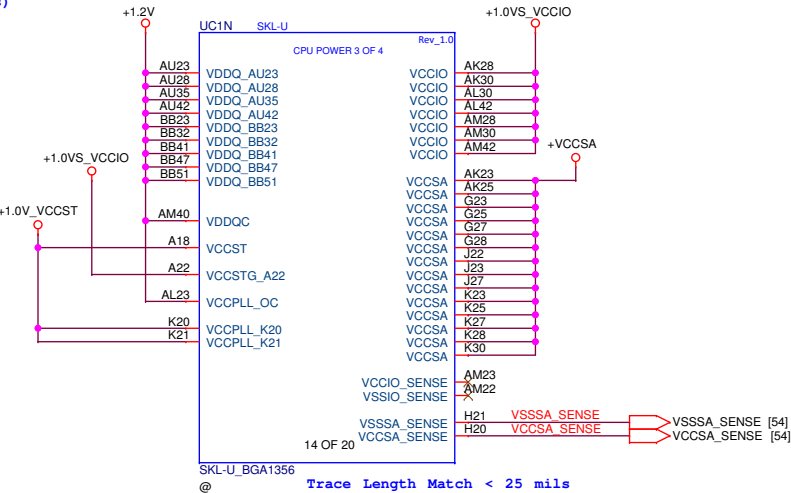 )
+1.2V
+1.0VS_VCCIO
UC1N SKL-U
Rev_1.0
CPU POWER 3 OF 4
AU23 VDDQ_AU23
AU28 VDDQ_AU28
AU35 VDDQ_AU35
AU42 VDDQ_AU42
BB23 VDDQ_BB23
BB32 VDDQ_BB32
BB41 VDDQ_BB41
BB47 VDDQ_BB47
BB51 VDDQ_BB51
+1.0VS_VCCIO
AM40 VDDQC
+1.0V_VCCST
A18 VCCST
A22 VCCSTG_A22
AL23 VCCPLL_OC
K20 VCCPLL_K20
K21 VCCPLL_K21
VCCIO AK28
VCCIO AK30
VCCIO AL30
VCCIO AL42
VCCIO AM28
VCCIO AM30
VCCIO AM42
+VCCSA
VCCSA AK23
VCCSA AK25
VCCSA G23
VCCSA G25
VCCSA G27
VCCSA G28
VCCSA J22
VCCSA J23
VCCSA J27
VCCSA K23
VCCSA K25
VCCSA K27
VCCSA K28
VCCSA K30
VCCIO_SENSE AM23
VSSIO_SENSE AM22
VSSSA_SENSE H21 VSSSA_SENSE VSSSA_SENSE [54]
VCCSA_SENSE H20 VCCSA_SENSE VCCSA_SENSE [54]
14 OF 20
SKL-U_BGA1356
@
Trace Length Match < 25 mils